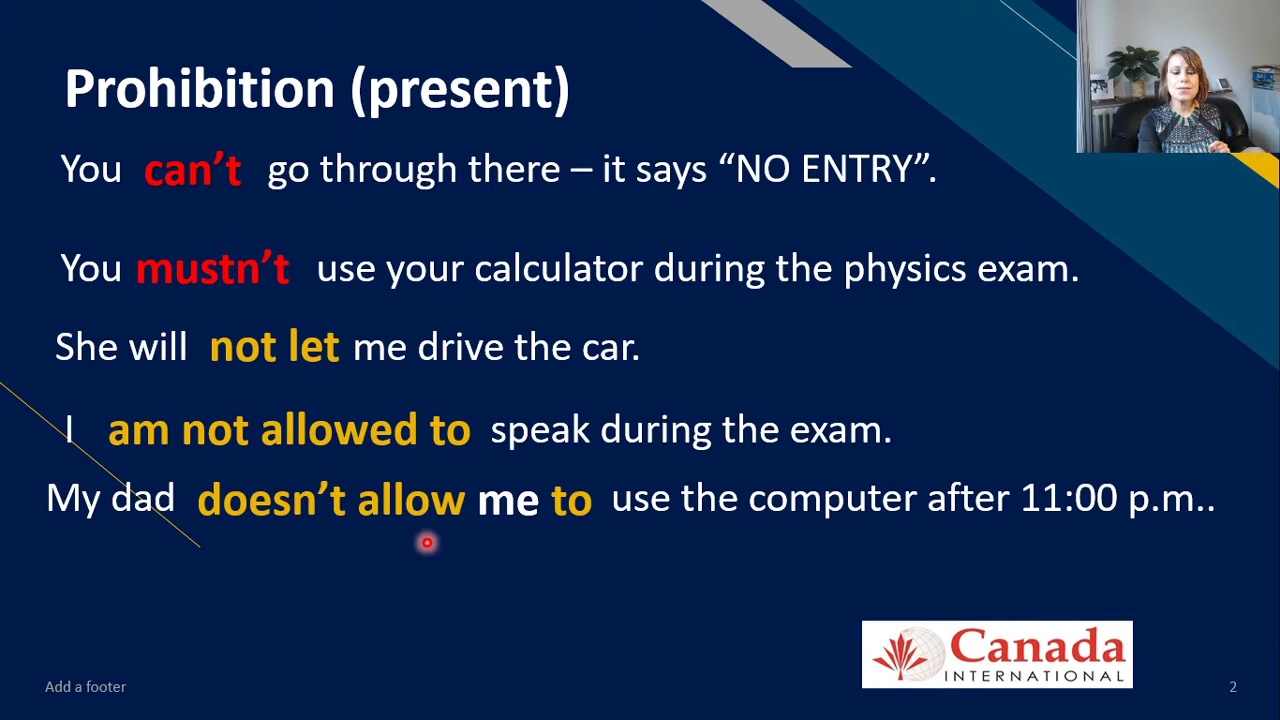 Prohibition (present)
You can’t go through there – it says “NO ENTRY”.
You mustn’t use your calculator during the physics exam.
She will not let me drive the car.
I am not allowed to speak during the exam.
My dad doesn’t allow me to use the computer after 11:00 p.m..
Canada
INTERNATIONAL
Add a footer
2